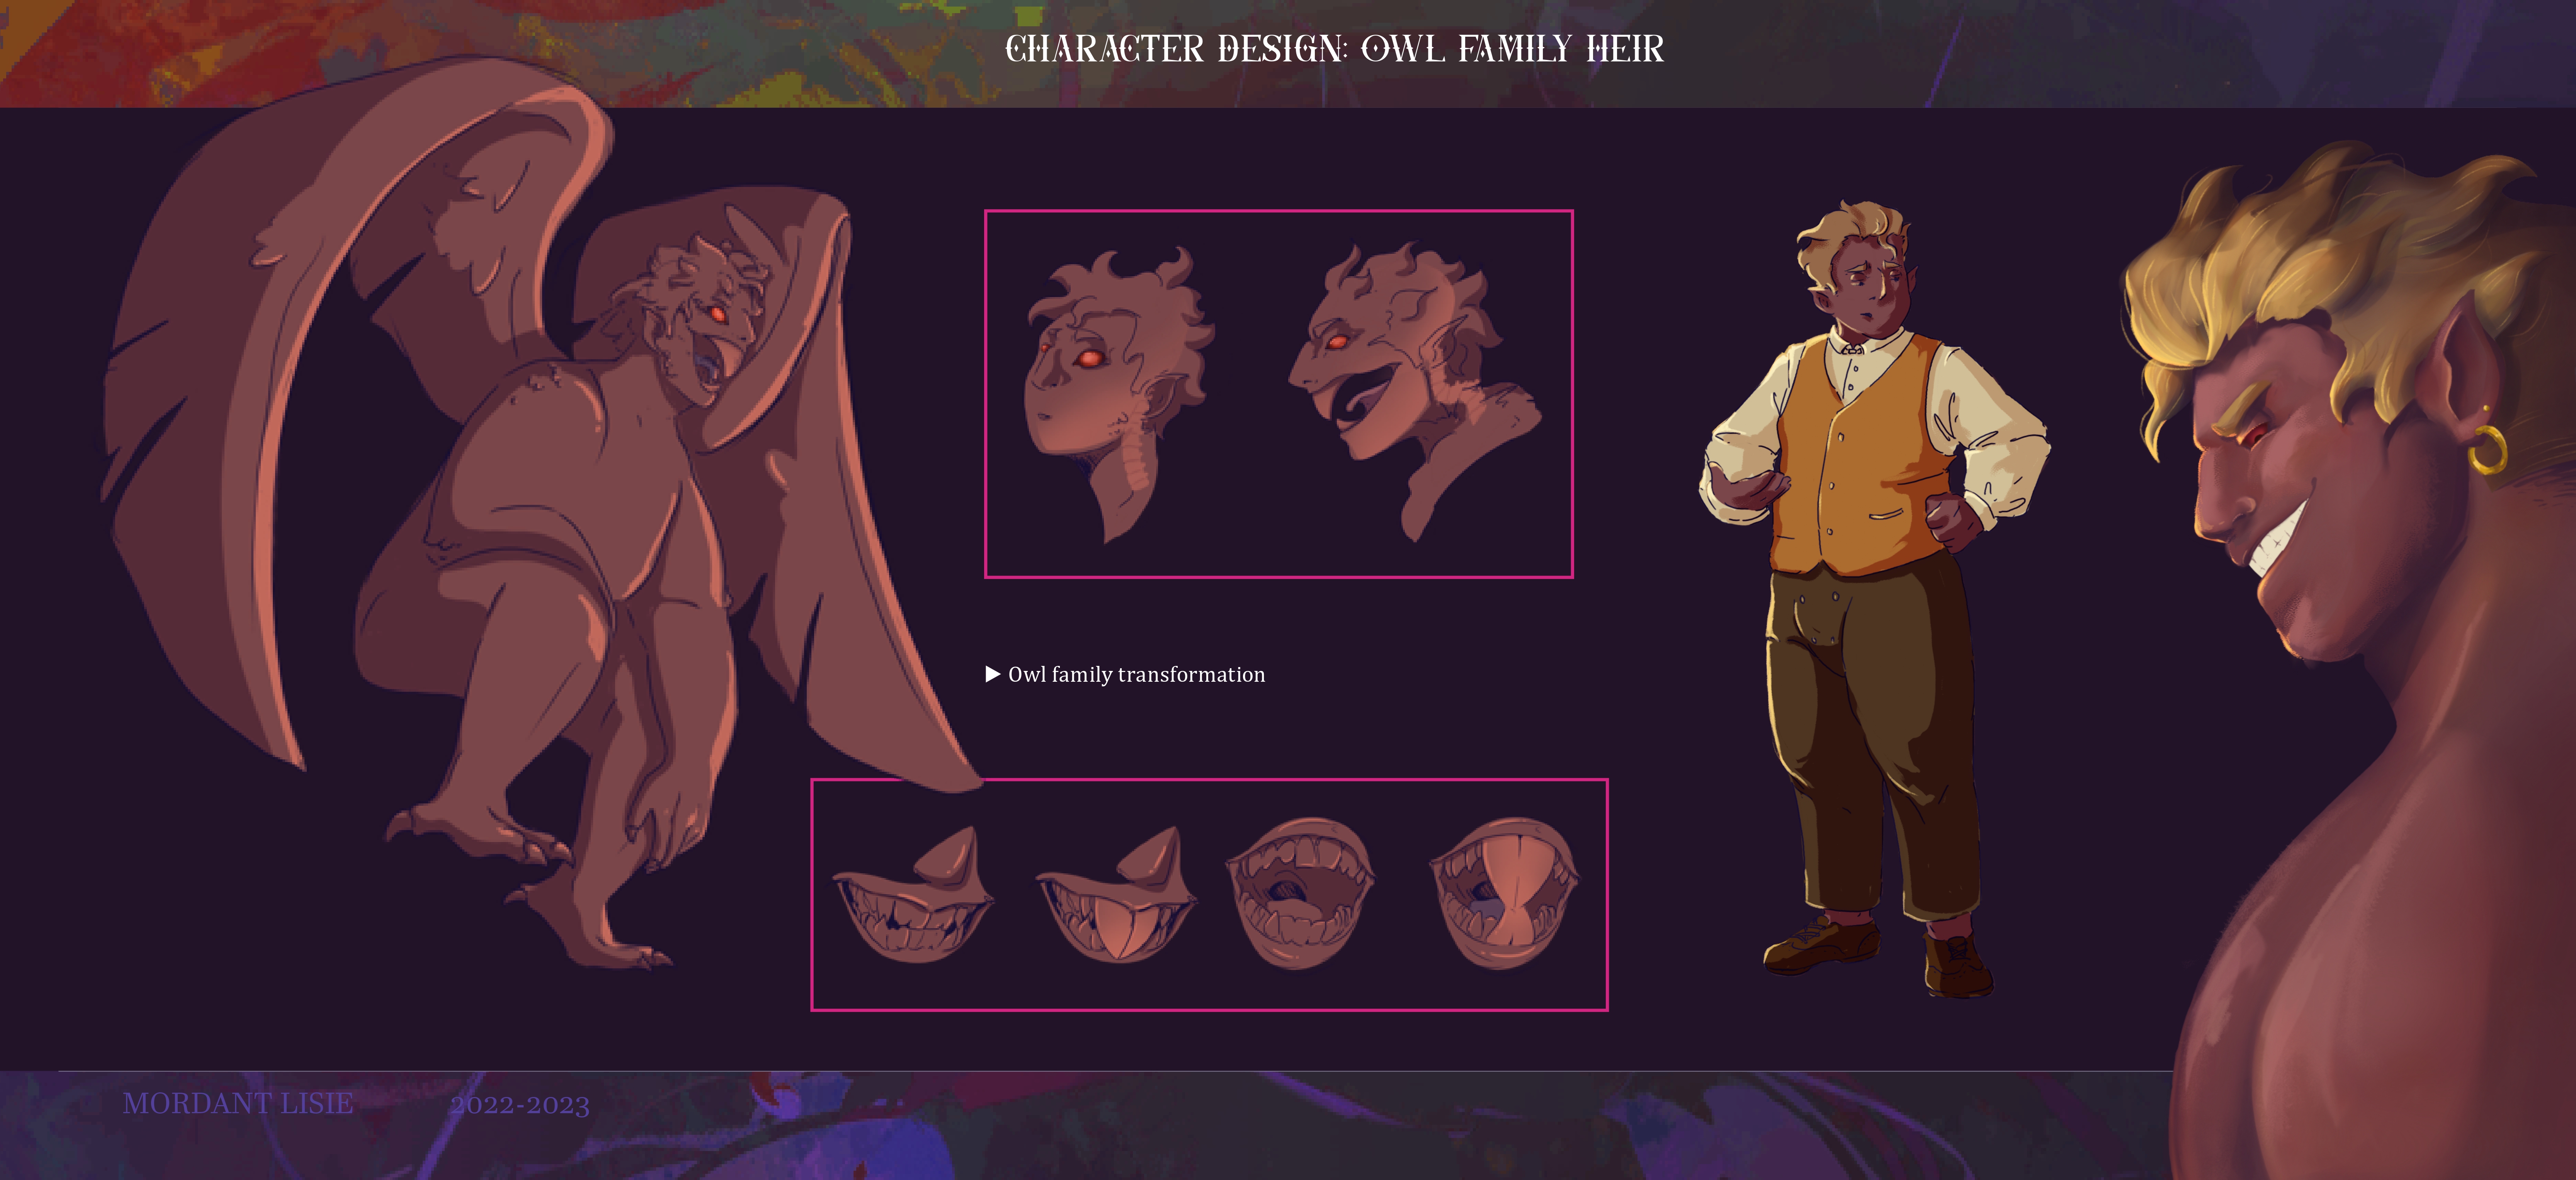 CHARACTER DESIGN: OWL FAMILY HEIR
▶ Owl family transformation
MORDANT LISIE 2022-2023